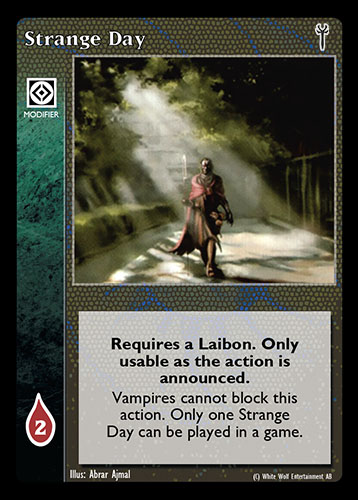 Strange Day
MODIFIER
Requires a Laibon. Only
usable as the action is
announced.
Vampires cannot block this
action. Only one Strange
Day can be played in a game.
2
Illus: Abrar Ajmal
(C) White Wolf Entertainment AB